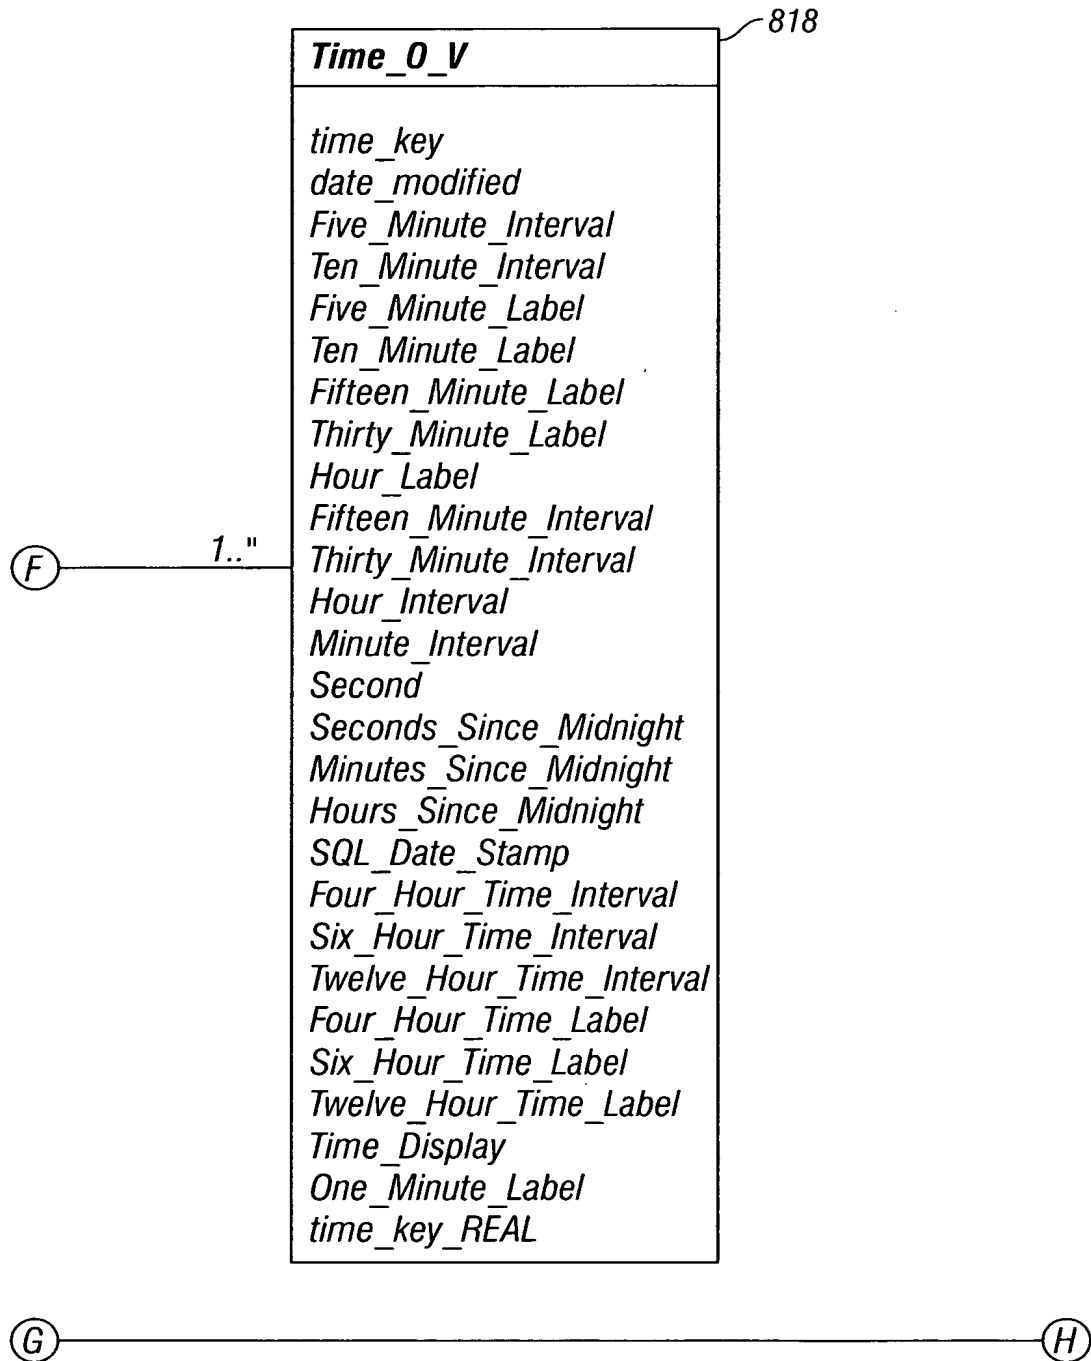 818
Time_O_V
time_key
date_modified
Five_Minute_Interval
Ten_Minute_Interval
Five_Minute_Label
Ten_Minute_Label
Fifteen_Minute_Label
Thirty_Minute_Label
Hour_Label
Fifteen_Minute_Interval
F 1.." Thirty_Minute_Interval
Hour_Interval
Minute_Interval
Second
Seconds_Since_Midnight
Minutes_Since_Midnight
Hours_Since_Midnight
SQL_Date_Stamp
Four_Hour_Time_Interval
Six_Hour_Time_Interval
Twelve_Hour_Time_Interval
Four_Hour_Time_Label
Six_Hour_Time_Label
Twelve_Hour_Time_Label
Time_Display
One_Minute_Label
time_key_REAL
G H